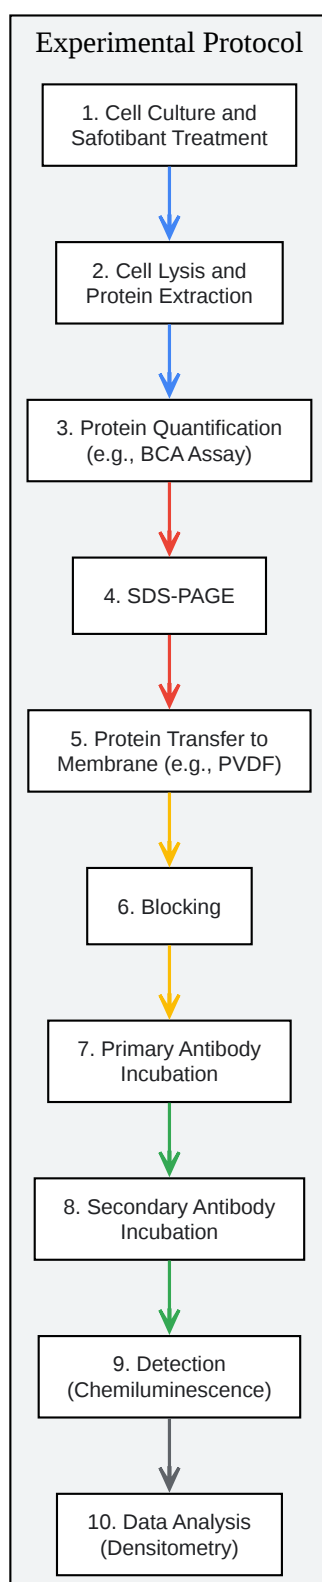 Experimental Protocol
1. Cell Culture and
Safotibant Treatment
2. Cell Lysis and
Protein Extraction
3. Protein Quantification
(e.g., BCA Assay)
4. SDS-PAGE
5. Protein Transfer to
Membrane (e.g., PVDF)
6. Blocking
7. Primary Antibody
Incubation
8. Secondary Antibody
Incubation
9. Detection
(Chemiluminescence)
10. Data Analysis
(Densitometry)